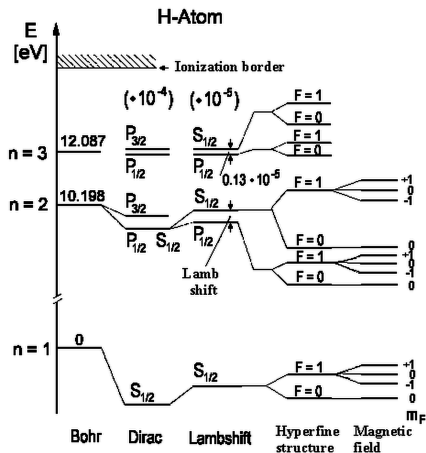 H-Atom
E
[eV]
Ionization border
(•10-4) (•10-6)
F = 1
F=0
12.087 P3/2 S1/2 F = 1
n = 3 P1/2 P1/2 F=0
0.13•10-6
10.198 S1/2 F = 1 +1
n = 2 0
-1
P3/2
P1/2 S1/2 P1/2 F=0 0
Lamb F = 1 +1
shift 0
-1
F=0 0
n = 1 0
S1/2 S1/2 F = 1 +1
0
-1
F=0 0
mF
Bohr Dirac Lambshift Hyperfine Magnetic
structure field